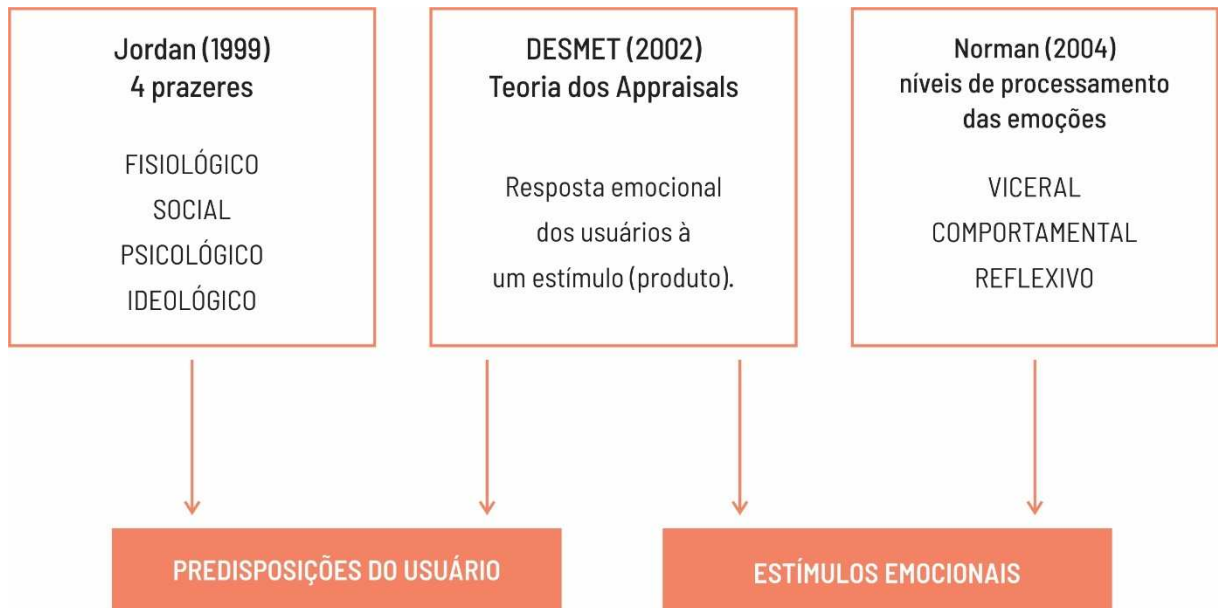 Jordan (1999)
4 prazeres
FISIOLÓGICO
SOCIAL
PSICOLÓGICO
IDEOLÓGICO
DESMET (2002)
Teoria dos Appraisals
Resposta emocional
dos usuários à
um estímulo (produto).
Norman (2004)
níveis de processamento
das emoções
VICERAL
COMPORTAMENTAL
REFLEXIVO
PREDISPOSIÇÕES DO USUÁRIO
ESTÍMULOS EMOCIONAIS